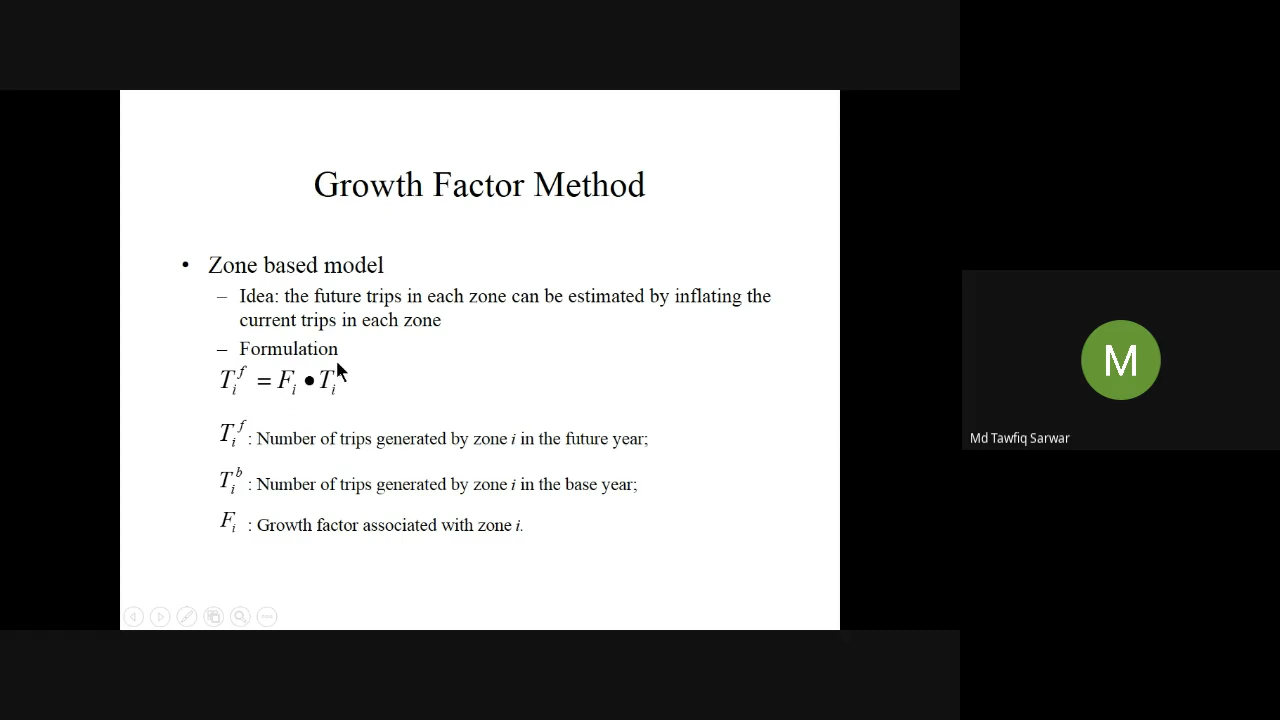 Growth Factor Method
• Zone based model
– Idea: the future trips in each zone can be estimated by inflating the
current trips in each zone
– Formulation
T_i^f = F_i • T_i
T_i^f : Number of trips generated by zone i in the future year;
T_i^b : Number of trips generated by zone i in the base year;
F_i : Growth factor associated with zone i.
M
Md Tawfiq Sarwar